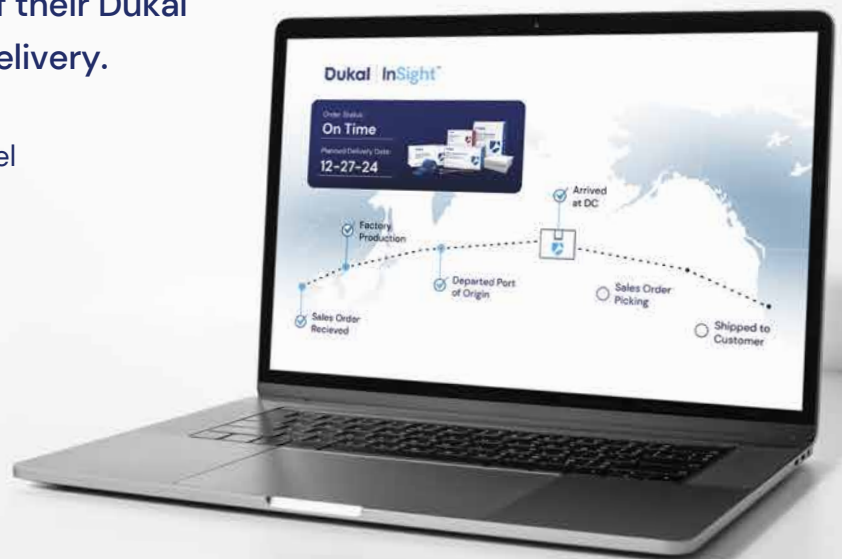 f their Dukal
elivery.
el
Dukal InSight™
Order Status:
On Time
Planned Delivery Date:
12-27-24
Arrived
at DC
Factory
Production
Departed Port
of Origin
Sales Order
Picking
Sales Order
Recieved
Shipped to
Customer